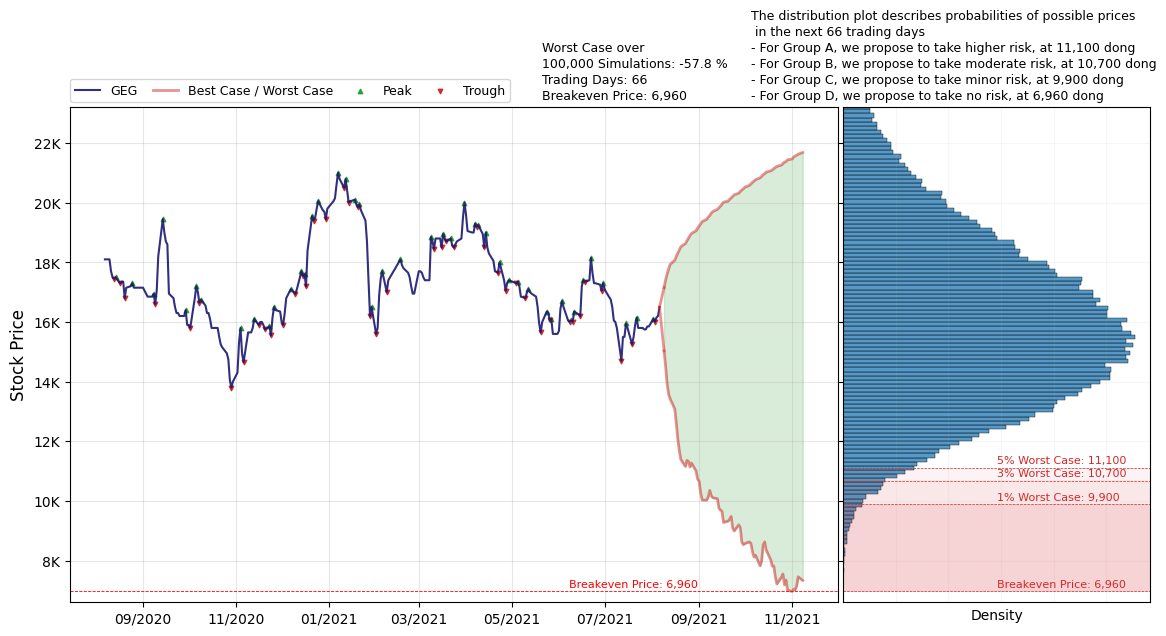 The distribution plot describes probabilities of possible prices
in the next 66 trading days
- For Group A, we propose to take higher risk, at 11,100 dong
- For Group B, we propose to take moderate risk, at 10,700 dong
- For Group C, we propose to take minor risk, at 9,900 dong
- For Group D, we propose to take no risk, at 6,960 dong
Worst Case over
100,000 Simulations: -57.8 %
Trading Days: 66
Breakeven Price: 6,960
GEG
Best Case / Worst Case
Peak
Trough
Stock Price
22K
20K
18K
16K
14K
12K
10K
8K
Breakeven Price: 6,960
09/2020
11/2020
01/2021
03/2021
05/2021
07/2021
09/2021
11/2021
5% Worst Case: 11,100
3% Worst Case: 10,700
1% Worst Case: 9,900
Breakeven Price: 6,960
Density